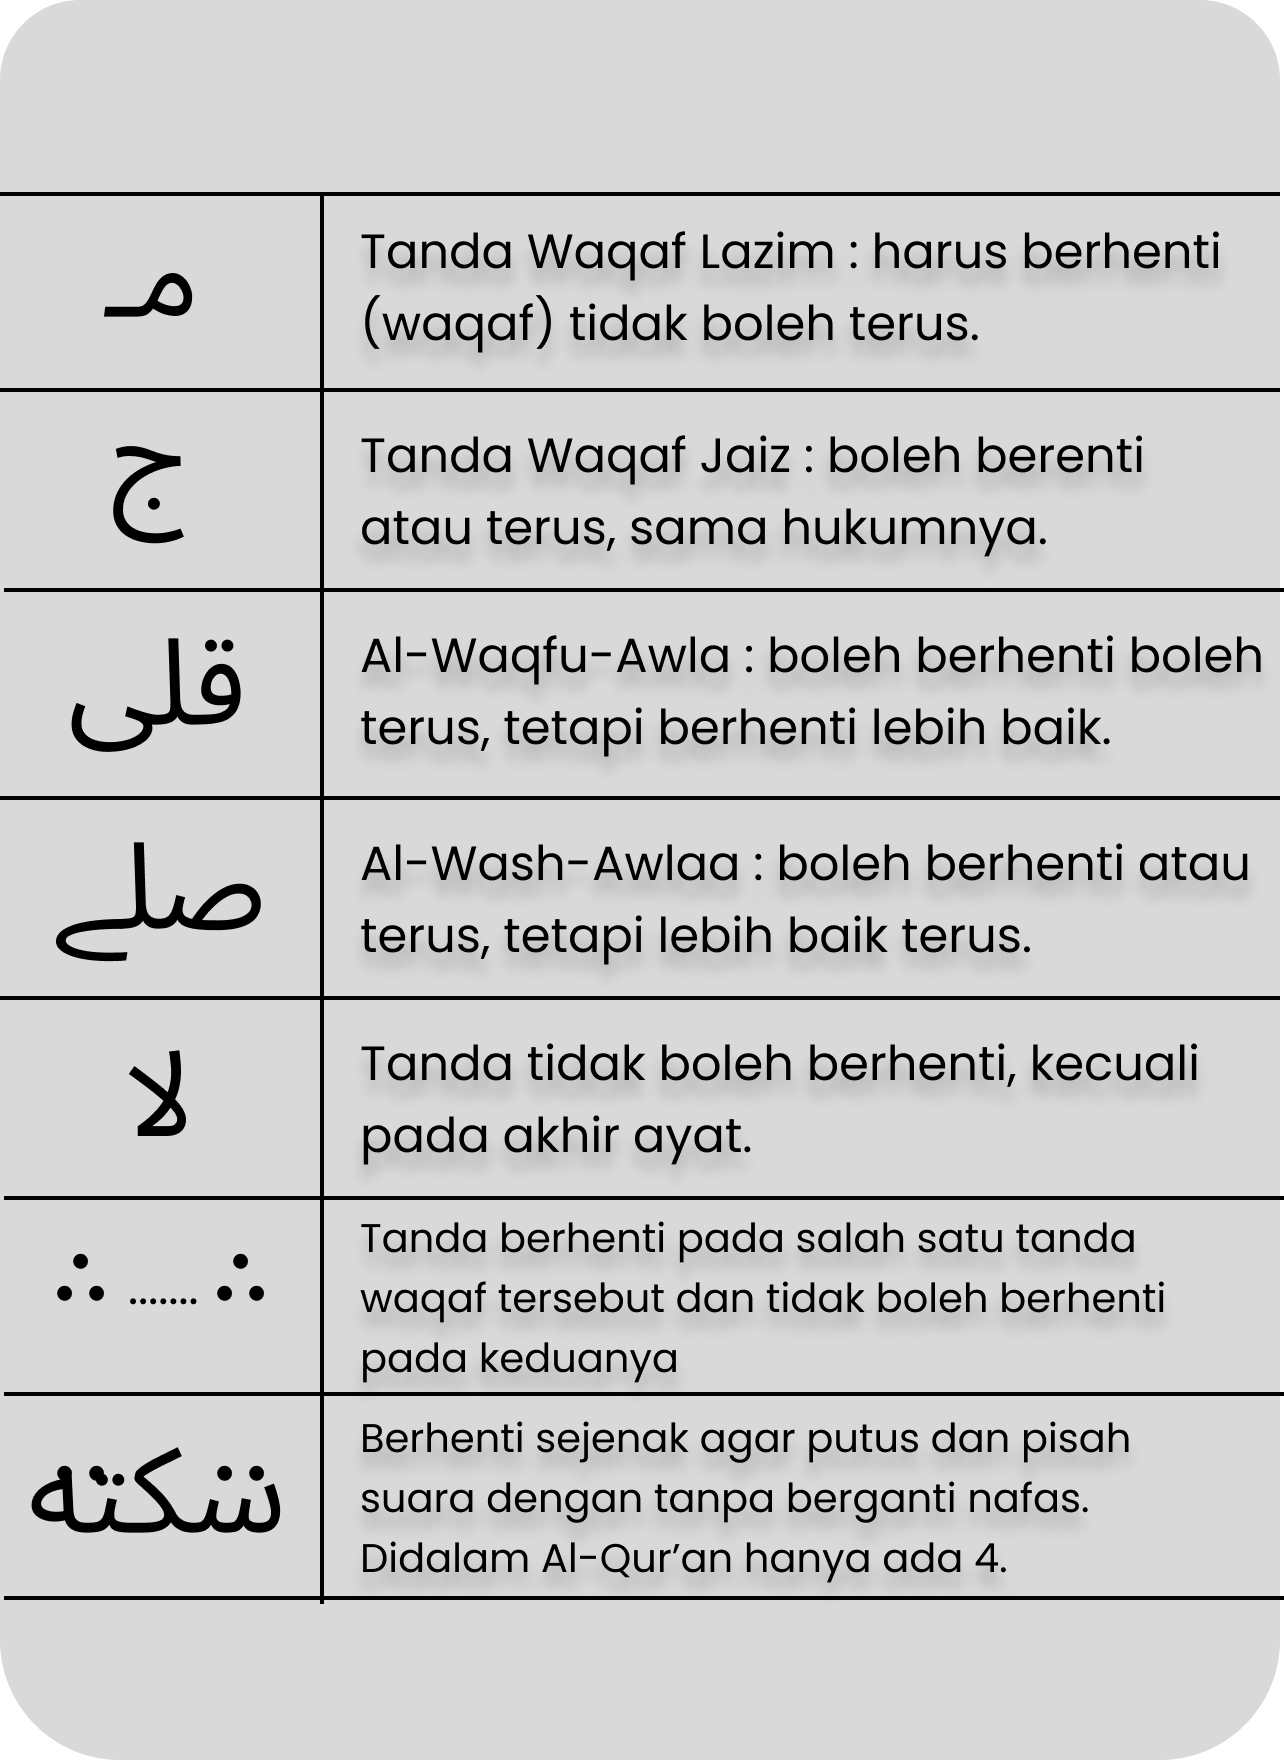 مـ
Tanda Waqaf Lazim : harus berhenti
(waqaf) tidak boleh terus.
ج
Tanda Waqaf Jaiz : boleh berenti
atau terus, sama hukumnya.
قلى
Al-Waqfu-Awla : boleh berhenti boleh
terus, tetapi berhenti lebih baik.
صلے
Al-Wash-Awlaa : boleh berhenti atau
terus, tetapi lebih baik terus.
لا
Tanda tidak boleh berhenti, kecuali
pada akhir ayat.
∴ ....... ∴
Tanda berhenti pada salah satu tanda
waqaf tersebut dan tidak boleh berhenti
pada keduanya
Berhenti sejenak agar putus dan pisah
suara dengan tanpa berganti nafas.
Didalam Al-Qur’an hanya ada 4.